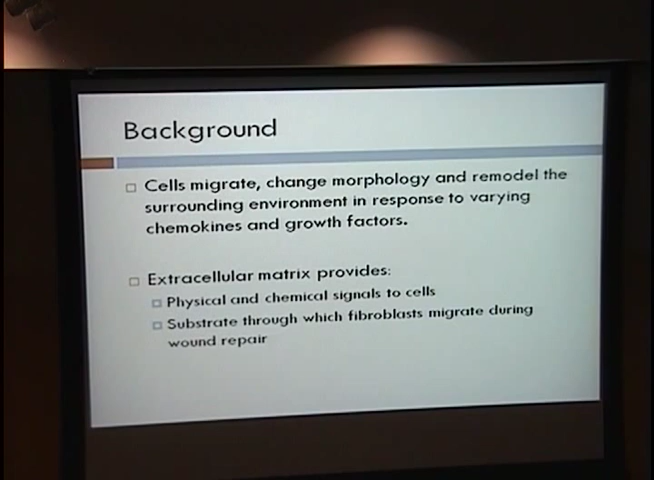 Background
Cells migrate, change morphology and remodel the
surrounding environment in response to varying
chemokines and growth factors.
Extracellular matrix provides:
Physical and chemical signals to cells
Substrate through which fibroblasts migrate during
wound repair